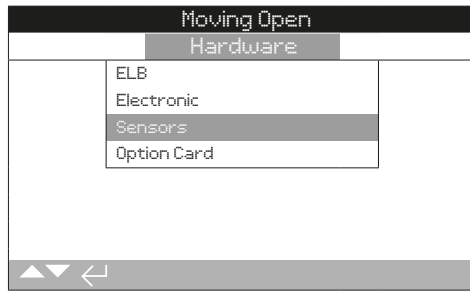 Moving Open
Hardware
ELB
Electronic
Sensors
Option Card